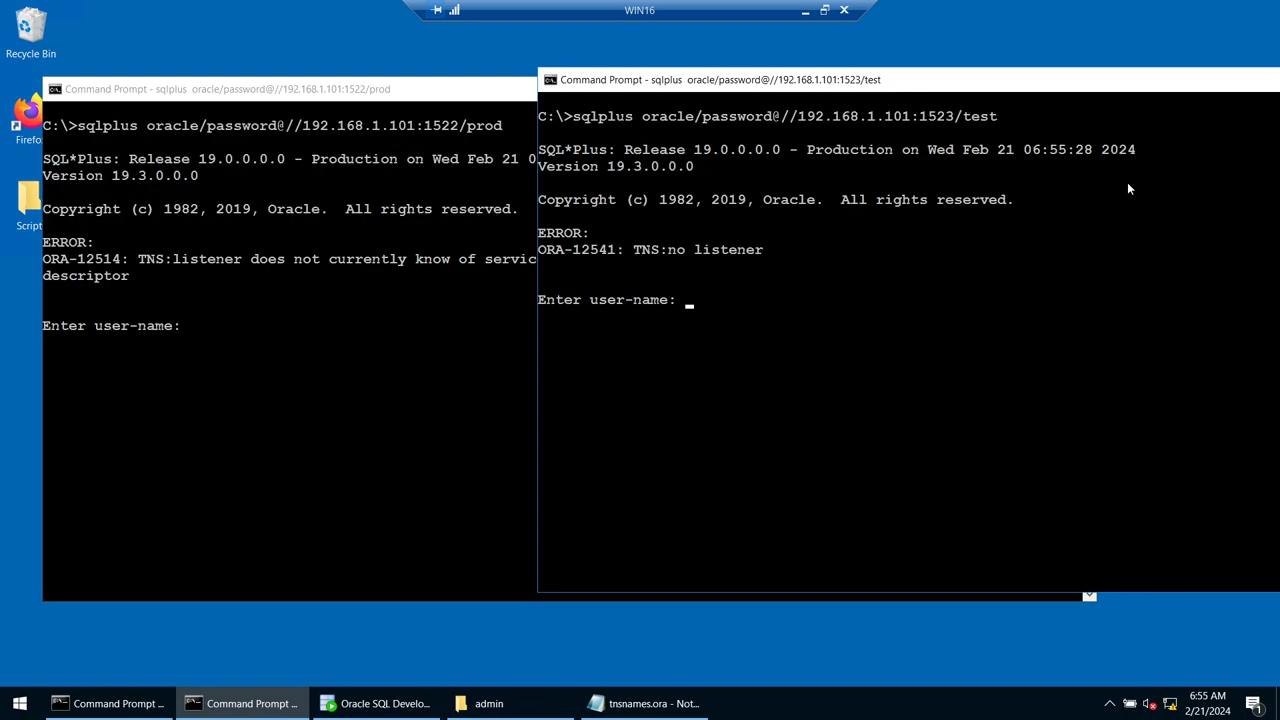 WIN16
Recycle Bin
Firefo
Script
Command Prompt - sqlplus  oracle/password@//192.168.1.101:1522/prod
C:\>sqlplus oracle/password@//192.168.1.101:1522/prod
SQL*Plus: Release 19.0.0.0.0 - Production on Wed Feb 21 0
Version 19.3.0.0.0
Copyright (c) 1982, 2019, Oracle.  All rights reserved.
ERROR:
ORA-12514: TNS:listener does not currently know of servic
descriptor
Enter user-name:
Command Prompt - sqlplus  oracle/password@//192.168.1.101:1523/test
C:\>sqlplus oracle/password@//192.168.1.101:1523/test
SQL*Plus: Release 19.0.0.0.0 - Production on Wed Feb 21 06:55:28 2024
Version 19.3.0.0.0
Copyright (c) 1982, 2019, Oracle.  All rights reserved.
ERROR:
ORA-12541: TNS:no listener
Enter user-name:
Command Prompt ...
Command Prompt ...
Oracle SQL Develo...
admin
tnsnames.ora - Not...
6:55 AM
2/21/2024
1